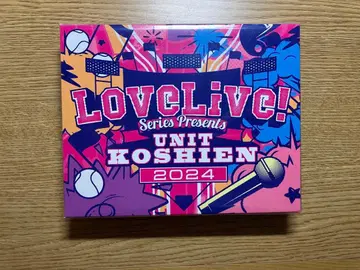 LOVELiVE!
Series Presents
UNIT
KOSHIEN
2024